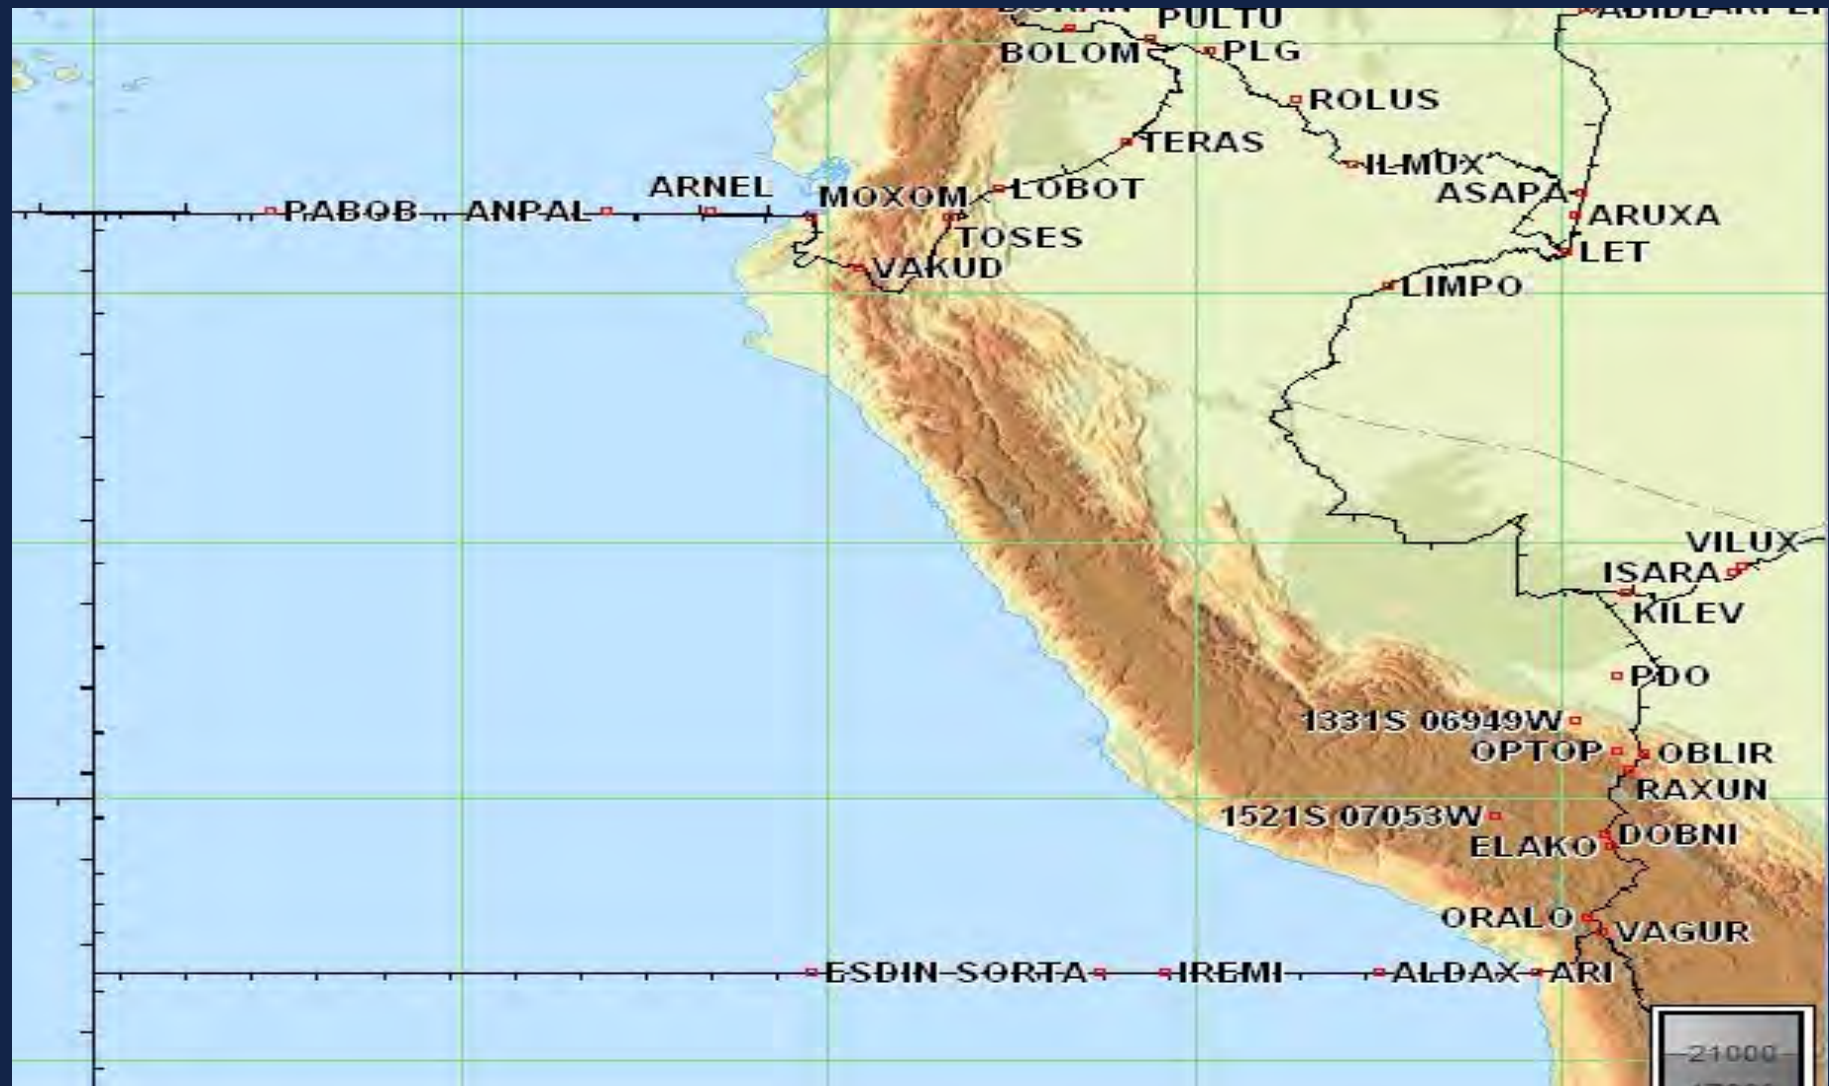 PULTU
BOLOM
PLG
ROLUS
TERAS
ILMUX
ARNEL
MOXOM
LOBOT
ASAPA
PABOB
ANPAL
ARUXA
TOSES
LET
VAKUD
LIMPO
VILUX
ISARA
KILEV
PDO
1331S 06949W
OPTOP
OBLIR
RAXUN
1521S 07053W
DOBNI
ELAKO
ORALO
VAGUR
ESDIN
SORTA
IREMI
ALDAX
ARI
21000